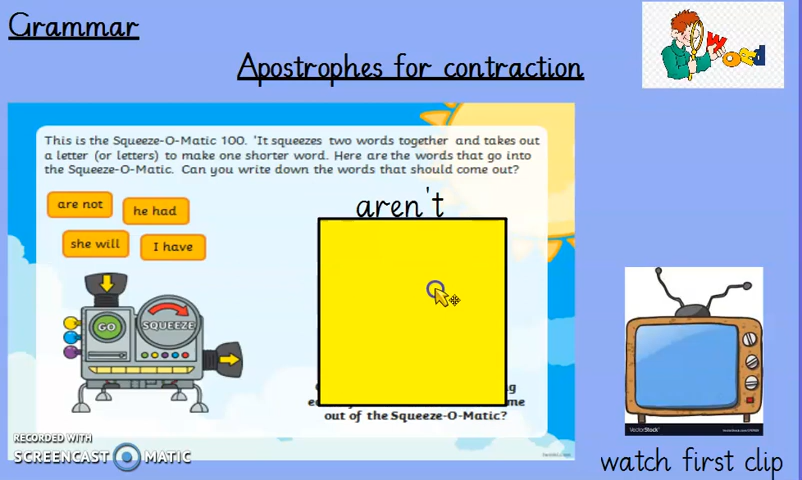 Grammar
WORD
Apostrophes for contraction
This is the Squeeze-O-Matic 100. 'It squeezes two words together and takes out
a letter (or letters) to make one shorter word. Here are the words that go into
the Squeeze-O-Matic. Can you write down the words that should come out?
are not
he had
she will
I have
aren't
GO
SQUEEZE
out of the Squeeze-O-Matic?
RECORDED WITH
SCREENCAST MATIC
VectorStock
watch first clip